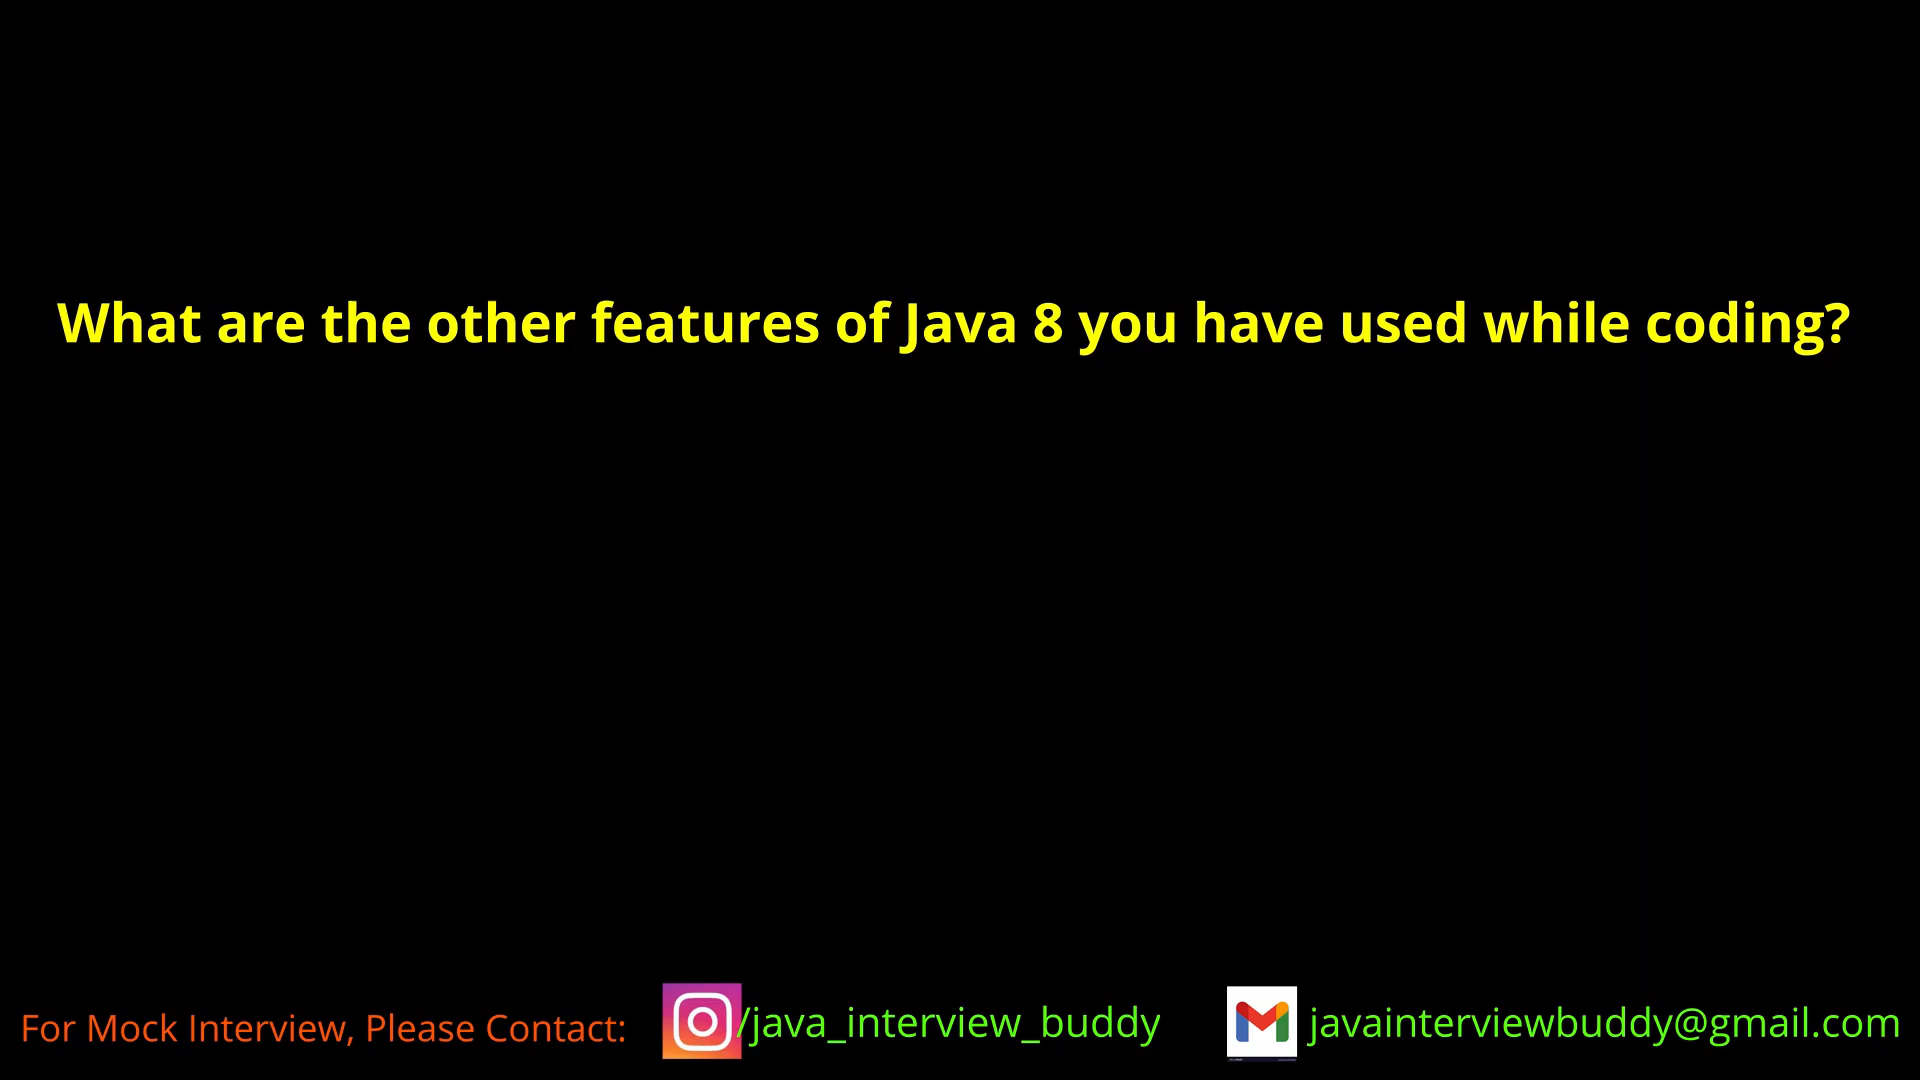 What are the other features of Java 8 you have used while coding?
For Mock Interview, Please Contact: /java_interview_buddy javainterviewbuddy@gmail.com